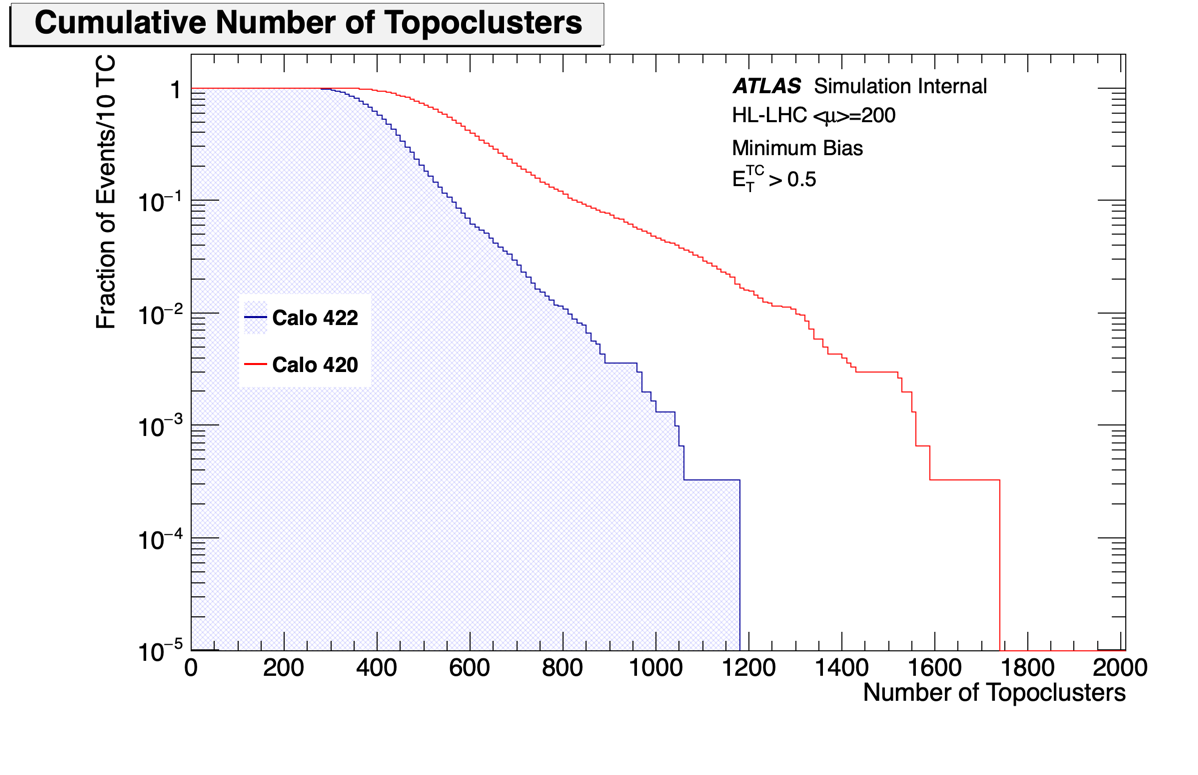 Cumulative Number of Topoclusters
Fraction of Events/10 TC
1
10⁻¹
10⁻²
10⁻³
10⁻⁴
10⁻⁵
ATLAS Simulation Internal
HL-LHC <μ>=200
Minimum Bias
E_T^TC > 0.5
Calo 422
Calo 420
0 200 400 600 800 1000 1200 1400 1600 1800 2000
Number of Topoclusters